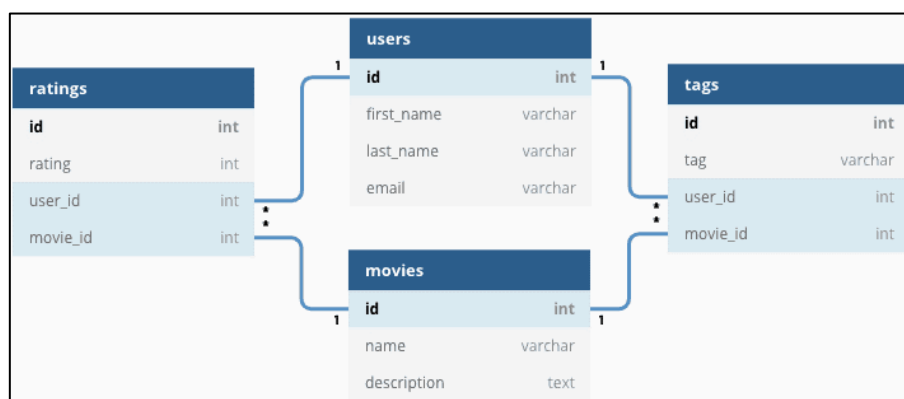 users
1
id int
1
first_name varchar
last_name varchar
email varchar
ratings
id int
rating int
user_id int
*
*
movie_id int
tags
id int
tag varchar
user_id int
*
*
movie_id int
movies
id int
1
1
name varchar
description text